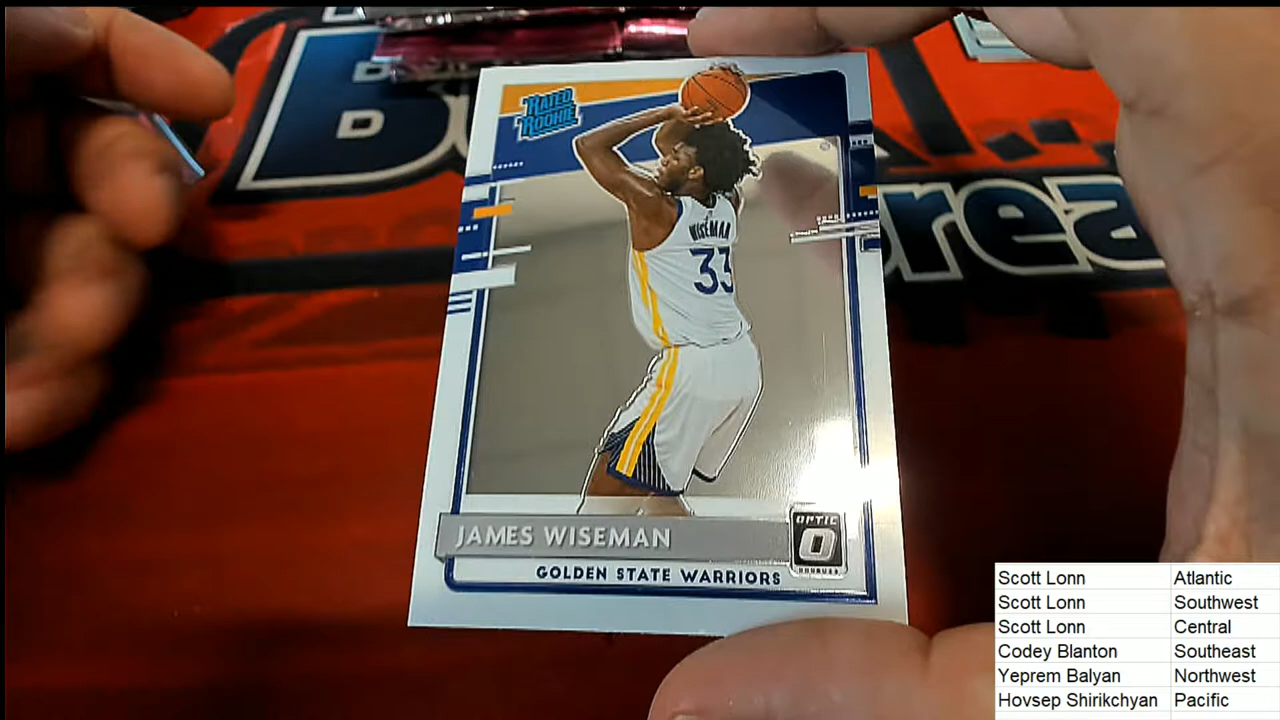 RATED
ROOKIE
WISEMAN
33
rea
JAMES WISEMAN
OPTIC
GOLDEN STATE WARRIORS
Scott Lonn Atlantic
Scott Lonn Southwest
Scott Lonn Central
Codey Blanton Southeast
Yeprem Balyan Northwest
Hovsep Shirikchyan Pacific